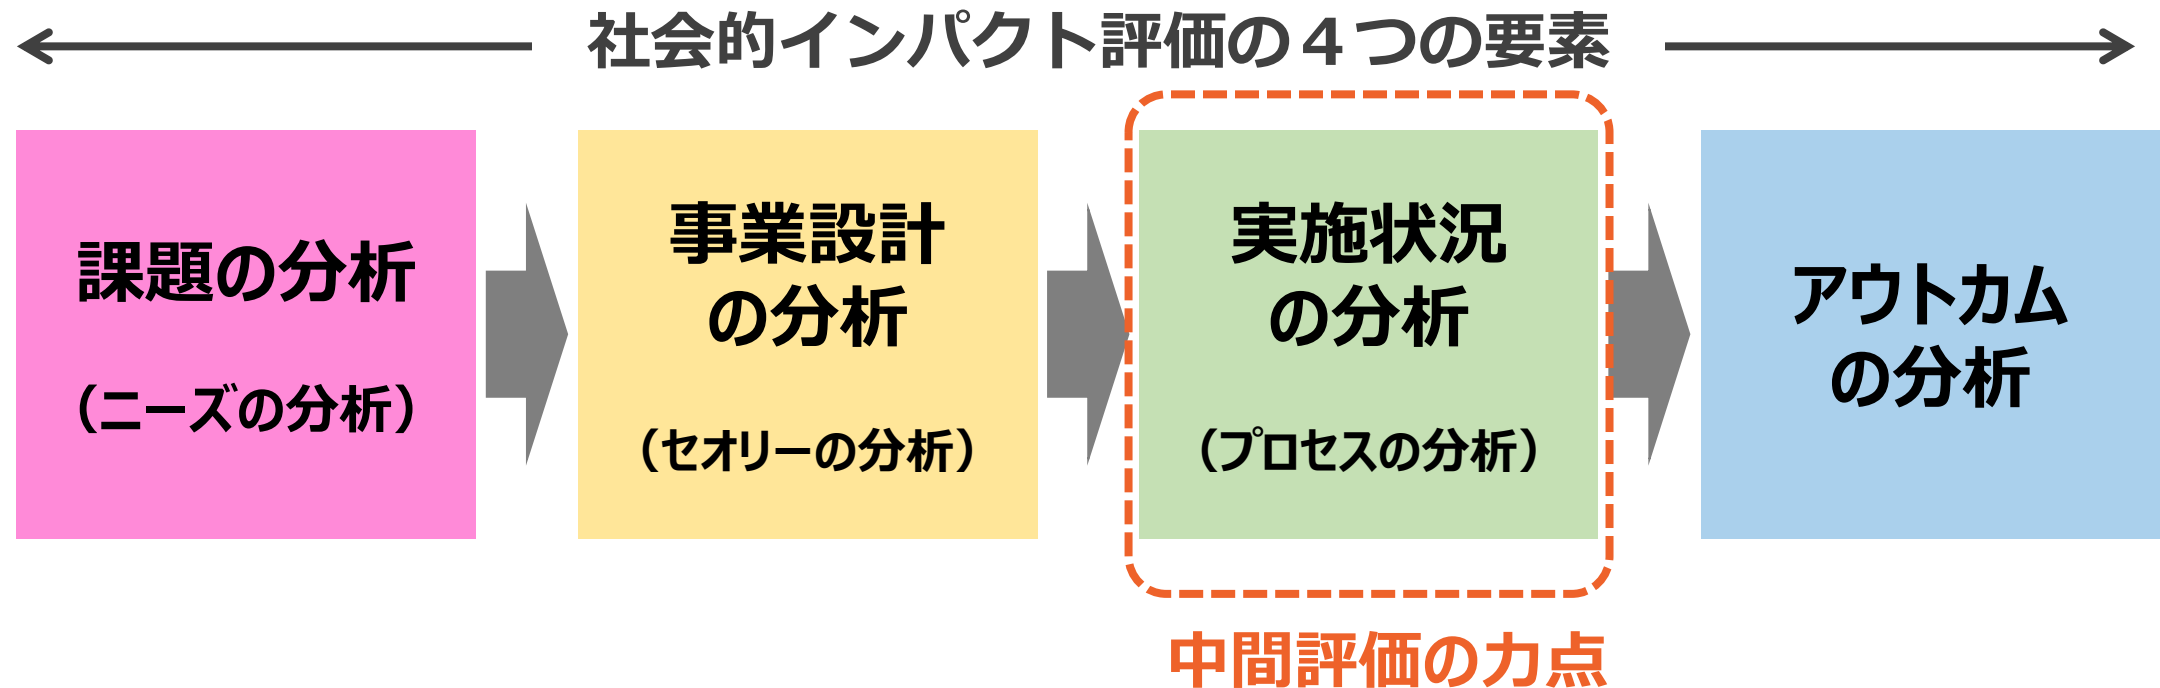 社会的インパクト評価の４つの要素
課題の分析
（ニーズの分析）
事業設計
の分析
（セオリーの分析）
実施状況
の分析
（プロセスの分析）
アウトカム
の分析
中間評価の力点